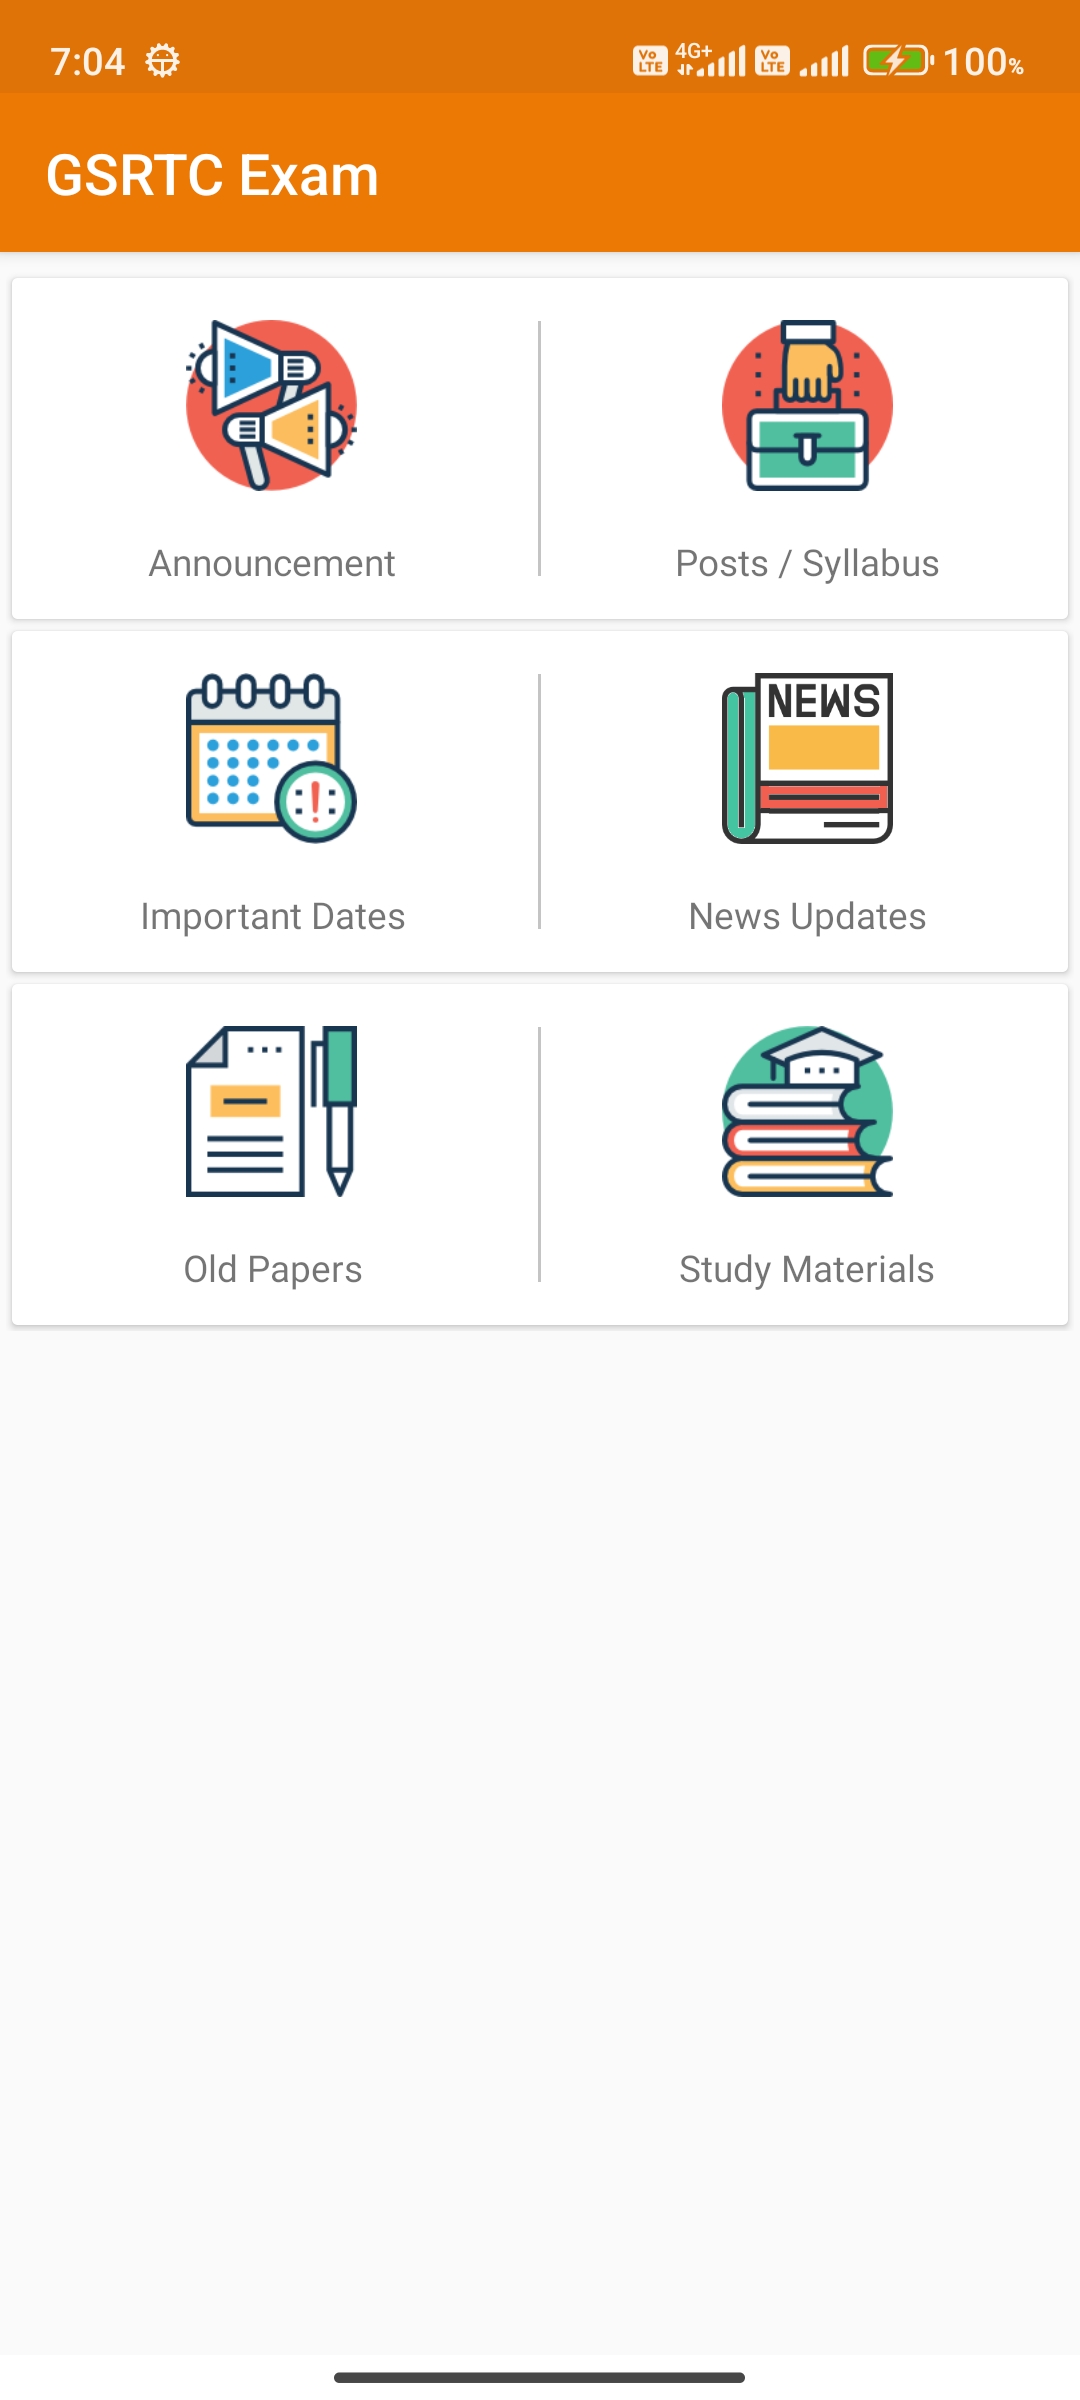 7:04 Vo LTE 4G+ Vo LTE 100%
GSRTC Exam
Announcement
Posts / Syllabus
NEWS
Important Dates
News Updates
Old Papers
Study Materials